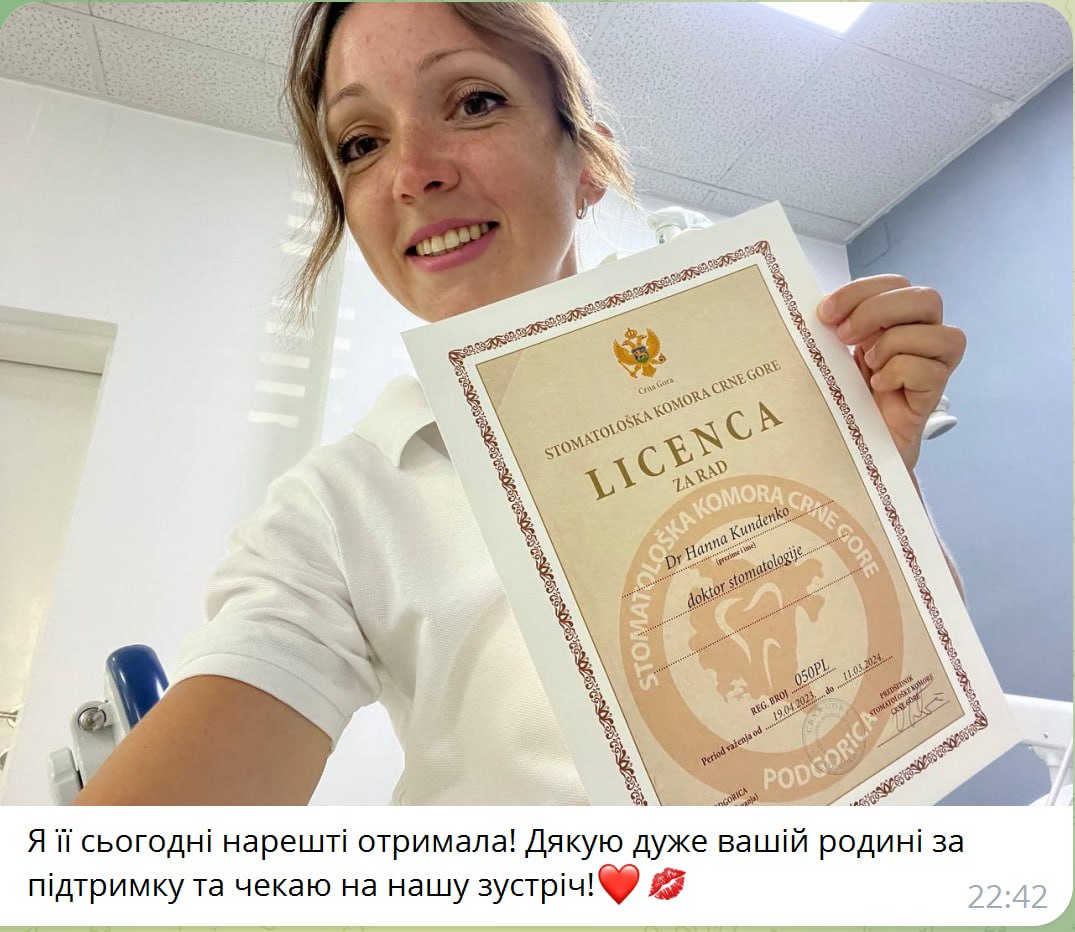 Crna Gora
STOMATOLOŠKA KOMORA CRNE GORE
LICENCA
ZA RAD
STOMATOLOŠKA KOMORA CRNE GORE
Dr Hanna Kundenko
(prezime i ime)
doktor stomatologije
REG. BROJ 050PL
Period važenja od 19.04.2023. do 11.03.2024.
PREDSEDNIK
STOMATOLOŠKE KOMORE
CRNE GORE
PODGORICA
Я її сьогодні нарешті отримала! Дякую дуже вашій родині за
підтримку та чекаю на нашу зустріч!❤️💋
22:42